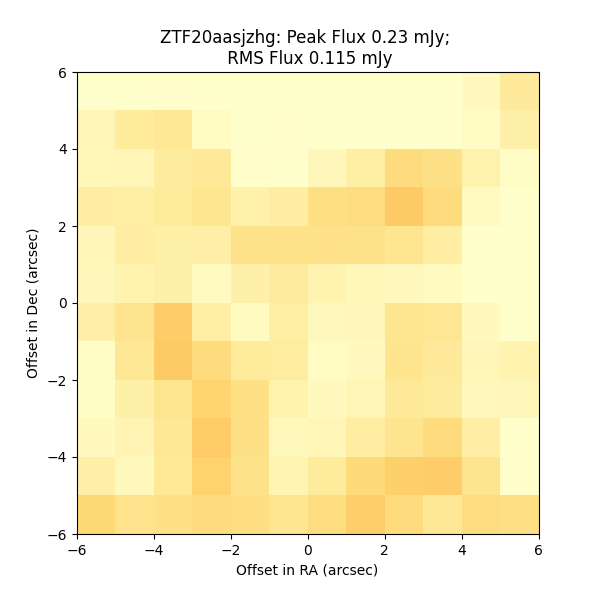 ZTF20aasjzhg: Peak Flux 0.23 mJy;
RMS Flux 0.115 mJy
6
4
2
0
−2
−4
−6
Offset in Dec (arcsec)
−6 −4 −2 0 2 4 6
Offset in RA (arcsec)